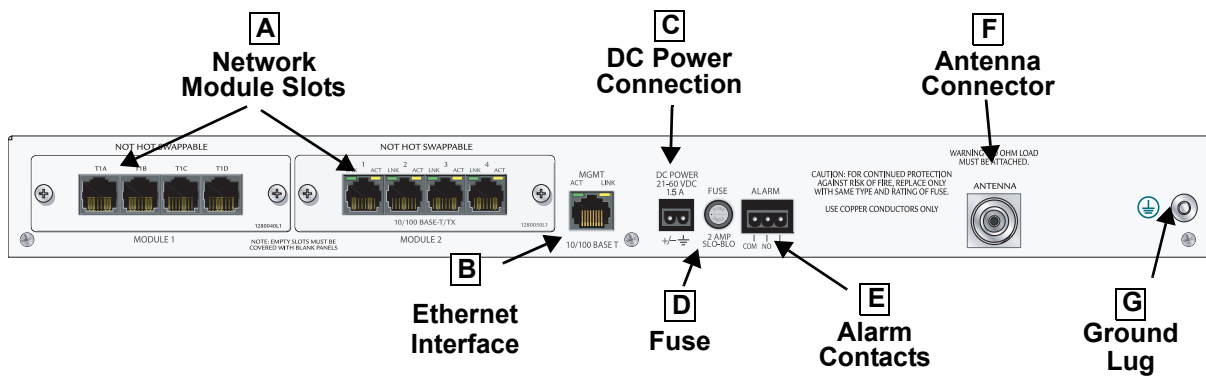 A
Network
Module Slots
C
DC Power
Connection
F
Antenna
Connector
NOT HOT SWAPPABLE
T1A T1B T1C T1D
MODULE 1
1280040L1
NOTE: EMPTY SLOTS MUST BE
COVERED WITH BLANK PANELS
NOT HOT SWAPPABLE
1 2 3 4
ACT LNK ACT LNK ACT LNK ACT
10/100 BASE-T/TX
MODULE 2
MGMT
ACT LINK
10/100 BASE T
DC POWER
21-60 VDC
1.5 A
+/-
FUSE
2 AMP
SLO-BLO
ALARM
COM NO
WARNING OHM LOAD
MUST BE ATTACHED.
CAUTION: FOR CONTINUED PROTECTION
AGAINST RISK OF FIRE, REPLACE ONLY
WITH SAME TYPE AND RATING OF FUSE.
USE COPPER CONDUCTORS ONLY
ANTENNA
B
Ethernet
Interface
D
Fuse
E
Alarm
Contacts
G
Ground
Lug